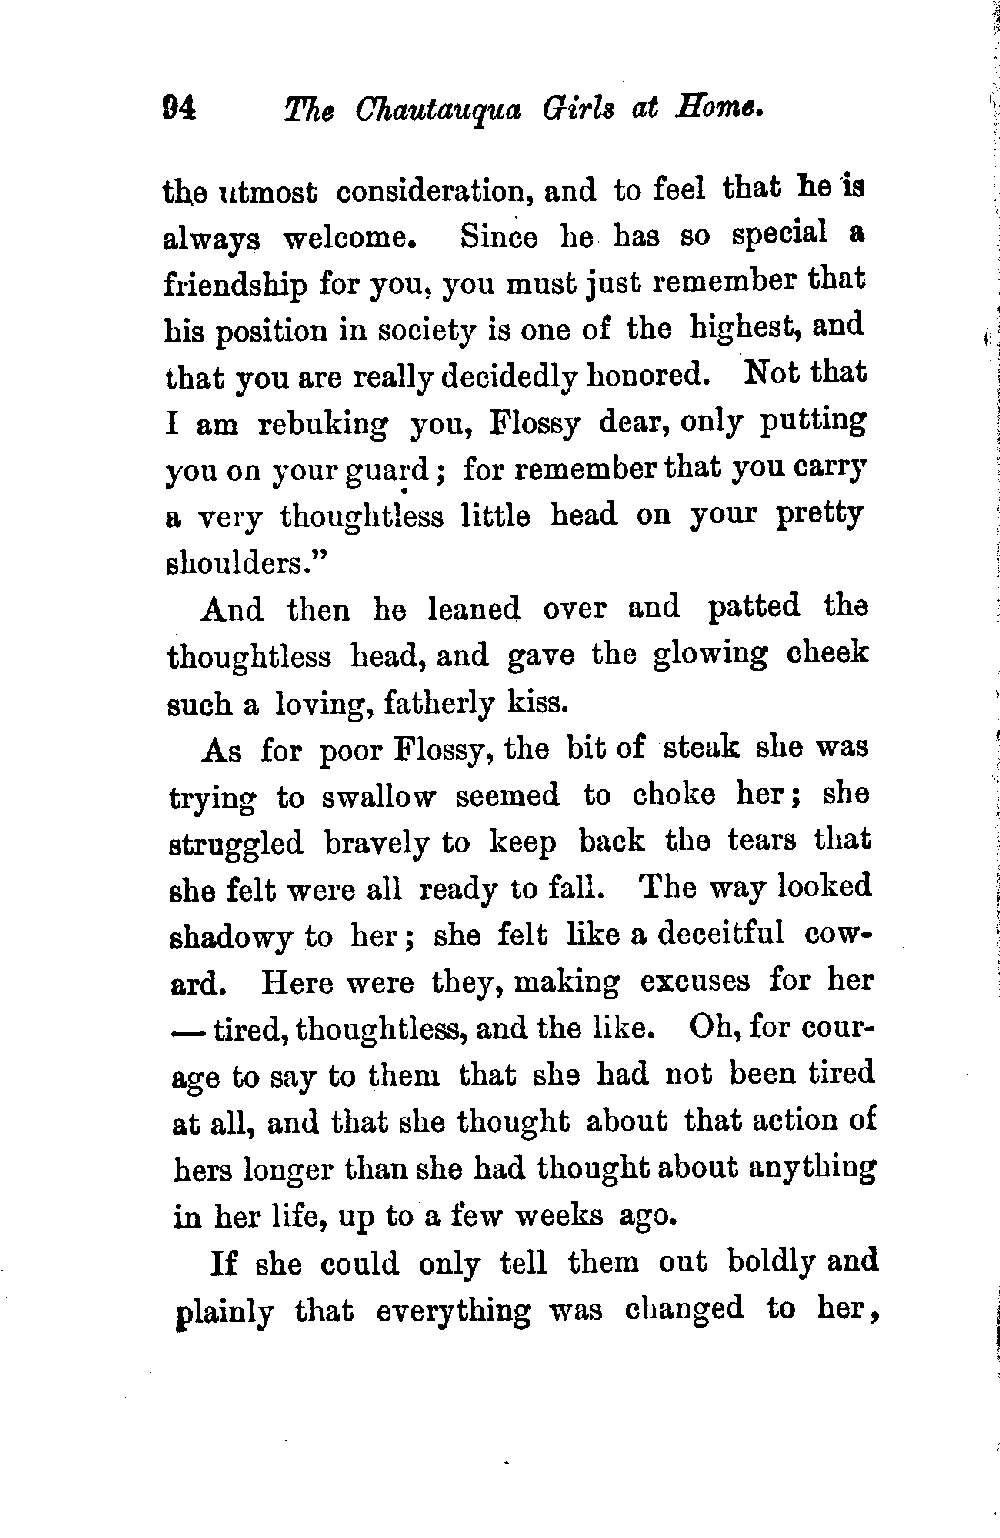 94 The Chautauqua Girls at Home.
the utmost consideration, and to feel that he is
always welcome. Since he has so special a
friendship for you, you must just remember that
his position in society is one of the highest, and
that you are really decidedly honored. Not that
I am rebuking you, Flossy dear, only putting
you on your guard; for remember that you carry
a very thoughtless little head on your pretty
shoulders."
And then he leaned over and patted the
thoughtless head, and gave the glowing cheek
such a loving, fatherly kiss.
As for poor Flossy, the bit of steak she was
trying to swallow seemed to choke her; she
struggled bravely to keep back the tears that
she felt were all ready to fall. The way looked
shadowy to her; she felt like a deceitful cow-
ard. Here were they, making excuses for her
— tired, thoughtless, and the like. Oh, for cour-
age to say to them that she had not been tired
at all, and that she thought about that action of
hers longer than she had thought about anything
in her life, up to a few weeks ago.
If she could only tell them out boldly and
plainly that everything was changed to her,